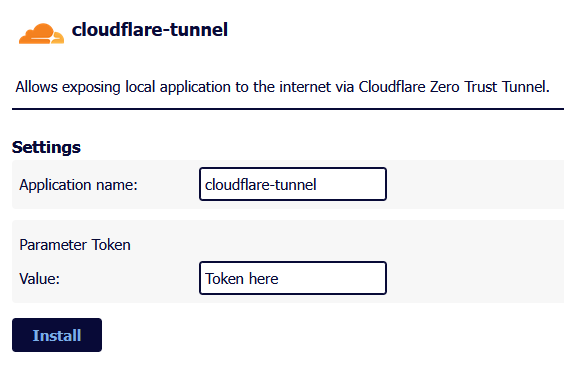 cloudflare-tunnel
Allows exposing local application to the internet via Cloudflare Zero Trust Tunnel.
Settings
Application name: cloudflare-tunnel
Parameter Token
Value: Token here
Install